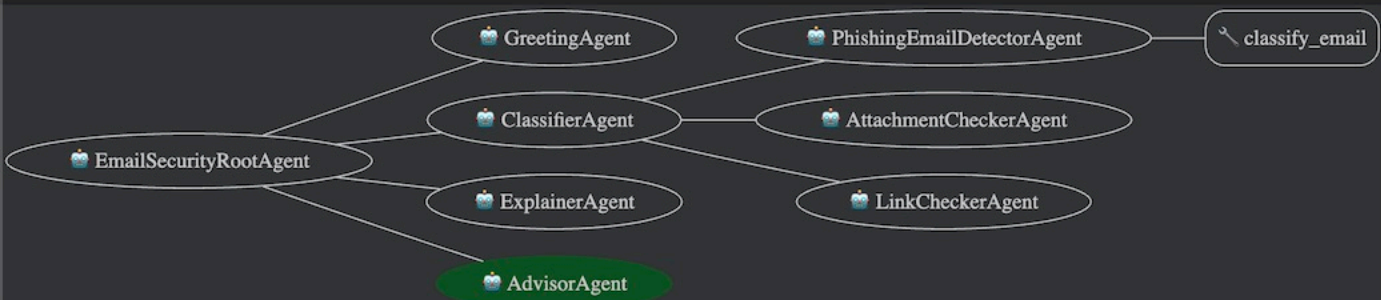 GreetingAgent
PhishingEmailDetectorAgent
classify_email
ClassifierAgent
AttachmentCheckerAgent
EmailSecurityRootAgent
ExplainerAgent
LinkCheckerAgent
AdvisorAgent